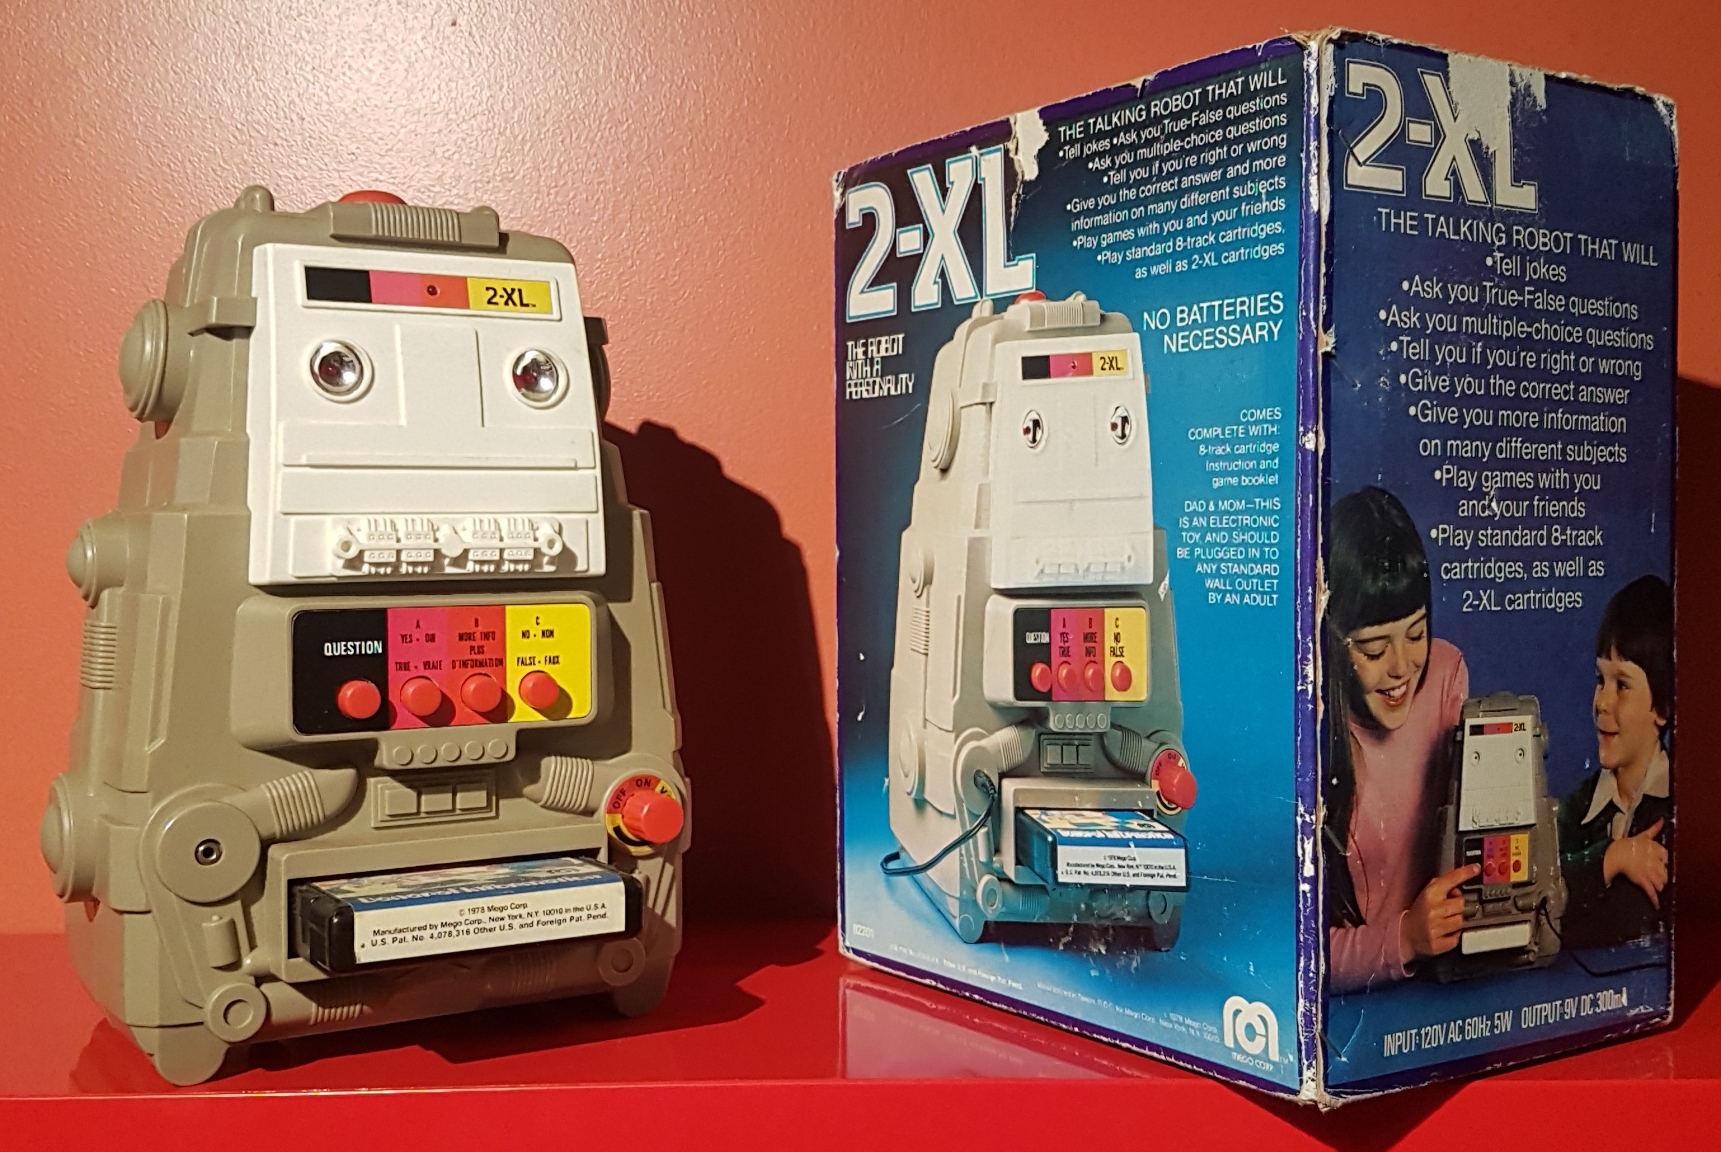 2-XL™
QUESTION
A
YES - OUI
TRUE - VRAIE
B
MORE INFO
PLUS
D'INFORMATION
C
NO - NON
FALSE - FAUX
OFF ON
© 1978 Mego Corp.
Manufactured by Mego Corp., New York, N.Y. 10010 in the U.S.A.
U.S. Pat. No. 4,078,316 Other U.S. and Foreign Pat. Pend.
2-XL
THE ROBOT
WITH A
PERSONALITY
THE TALKING ROBOT THAT WILL
•Tell jokes •Ask you True-False questions
•Ask you multiple-choice questions
•Tell you if you're right or wrong
•Give you the correct answer and more
information on many different subjects
•Play games with you and your friends
•Play standard 8-track cartridges,
as well as 2-XL cartridges
NO BATTERIES
NECESSARY
COMES
COMPLETE WITH:
8-track cartridge
Instruction and
game booklet
DAD & MOM—THIS
IS AN ELECTRONIC
TOY, AND SHOULD
BE PLUGGED IN TO
ANY STANDARD
WALL OUTLET
BY AN ADULT
2-XL
QUESTION
A
YES
TRUE
B
MORE
INFO
C
NO
FALSE
© 1978 Mego Corp.
MEGO CORP
2-XL
THE TALKING ROBOT THAT WILL
•Tell jokes
•Ask you True-False questions
•Ask you multiple-choice questions
•Tell you if you're right or wrong
•Give you the correct answer
•Give you more information
on many different subjects
•Play games with you
and your friends
•Play standard 8-track
cartridges, as well as
2-XL cartridges
2-XL
INPUT: 120V AC 60Hz 5W OUTPUT: 9V DC 300mA